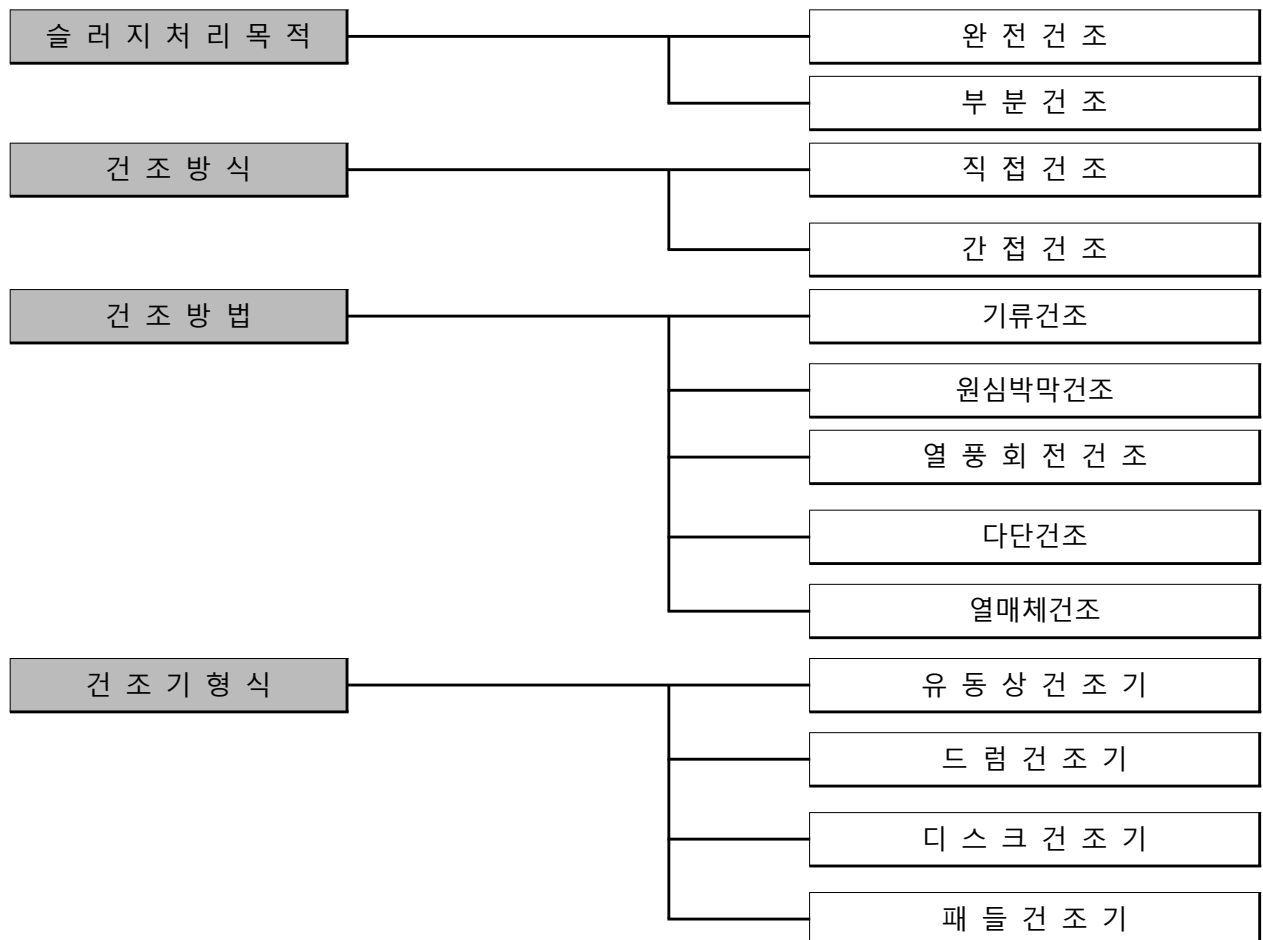 슬 러 지 처 리 목 적
완 전 건 조
부 분 건 조
건 조 방 식
직 접 건 조
간 접 건 조
건 조 방 법
기류건조
원심박막건조
열 풍 회 전 건 조
다단건조
열매체건조
건 조 기 형 식
유 동 상 건 조 기
드 럼 건 조 기
디 스 크 건 조 기
패 들 건 조 기